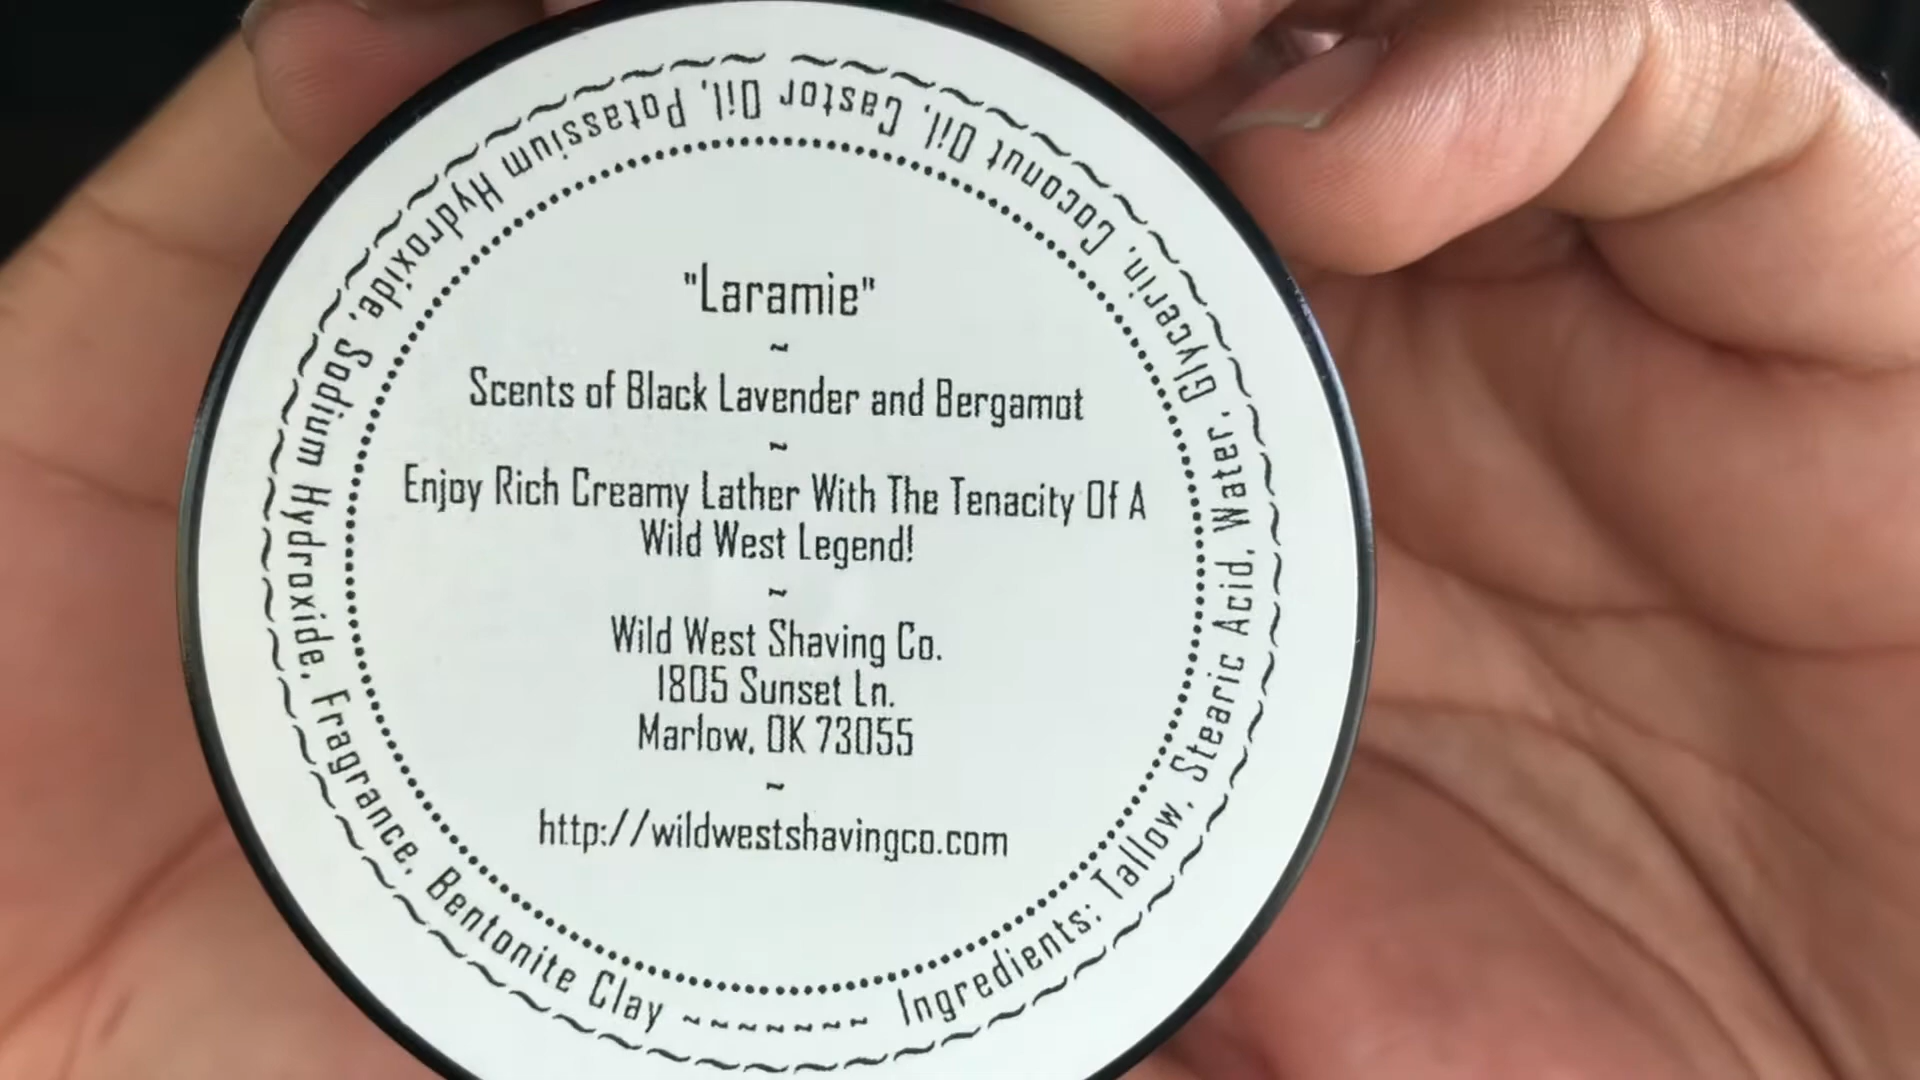 "Laramie"
~
Scents of Black Lavender and Bergamot
~
Enjoy Rich Creamy Lather With The Tenacity Of A
Wild West Legend!
~
Wild West Shaving Co.
1805 Sunset Ln.
Marlow, OK 73055
~
http://wildwestshavingco.com
Ingredients: Tallow, Stearic Acid, Water, Glycerin, Coconut Oil, Castor Oil, Potassium Hydroxide, Sodium Hydroxide, Fragrance, Bentonite Clay ~~~~~~~